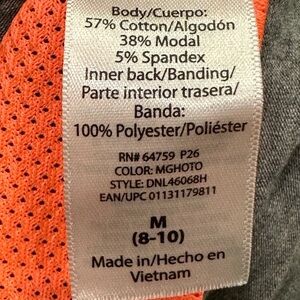 Body/Cuerpo:
57% Cotton/Algodón
38% Modal
5% Spandex
Inner back/Banding/
Parte interior trasera/
Banda:
100% Polyester/Poliéster
RN# 64759 P26
COLOR: MGHOTO
STYLE: DNL46068H
EAN/UPC 01131179811
M
(8-10)
Made in/Hecho en
Vietnam